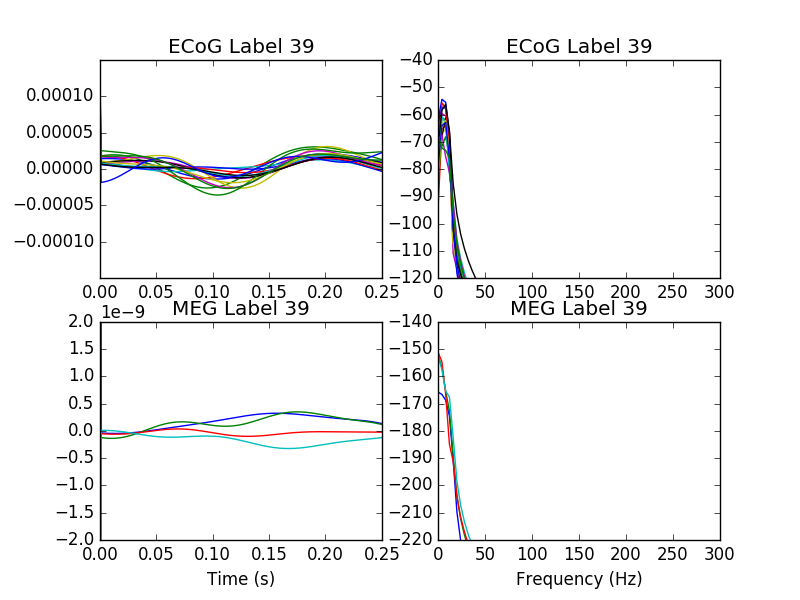 ECoG Label 39
0.00010
0.00005
0.00000
−0.00005
−0.00010
0.00 0.05 0.10 0.15 0.20 0.25
ECoG Label 39
−40
−50
−60
−70
−80
−90
−100
−110
−120
0 50 100 150 200 250 300
MEG Label 39
1e−9
2.0
1.5
1.0
0.5
0.0
−0.5
−1.0
−1.5
−2.0
0.00 0.05 0.10 0.15 0.20 0.25
Time (s)
MEG Label 39
−140
−150
−160
−170
−180
−190
−200
−210
−220
0 50 100 150 200 250 300
Frequency (Hz)